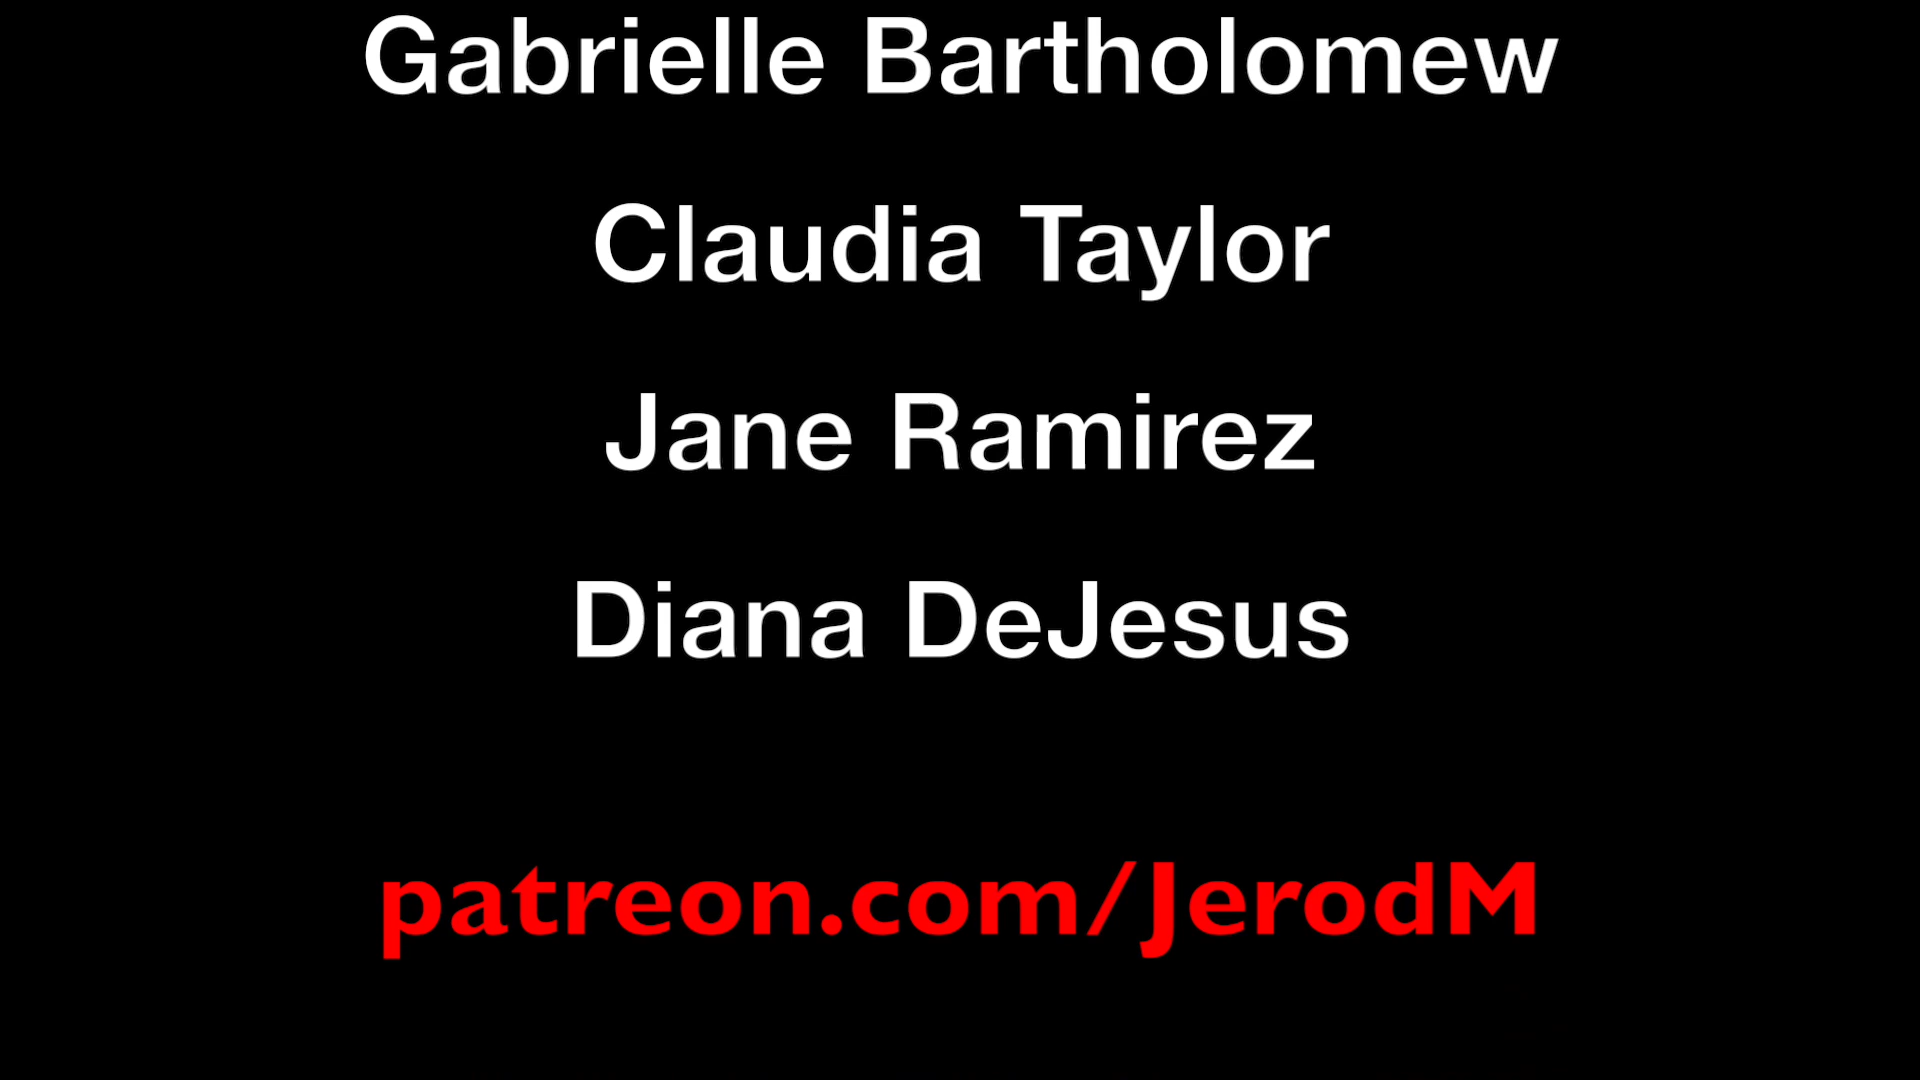 Gabrielle Bartholomew
Claudia Taylor
Jane Ramirez
Diana DeJesus
patreon.com/JerodM